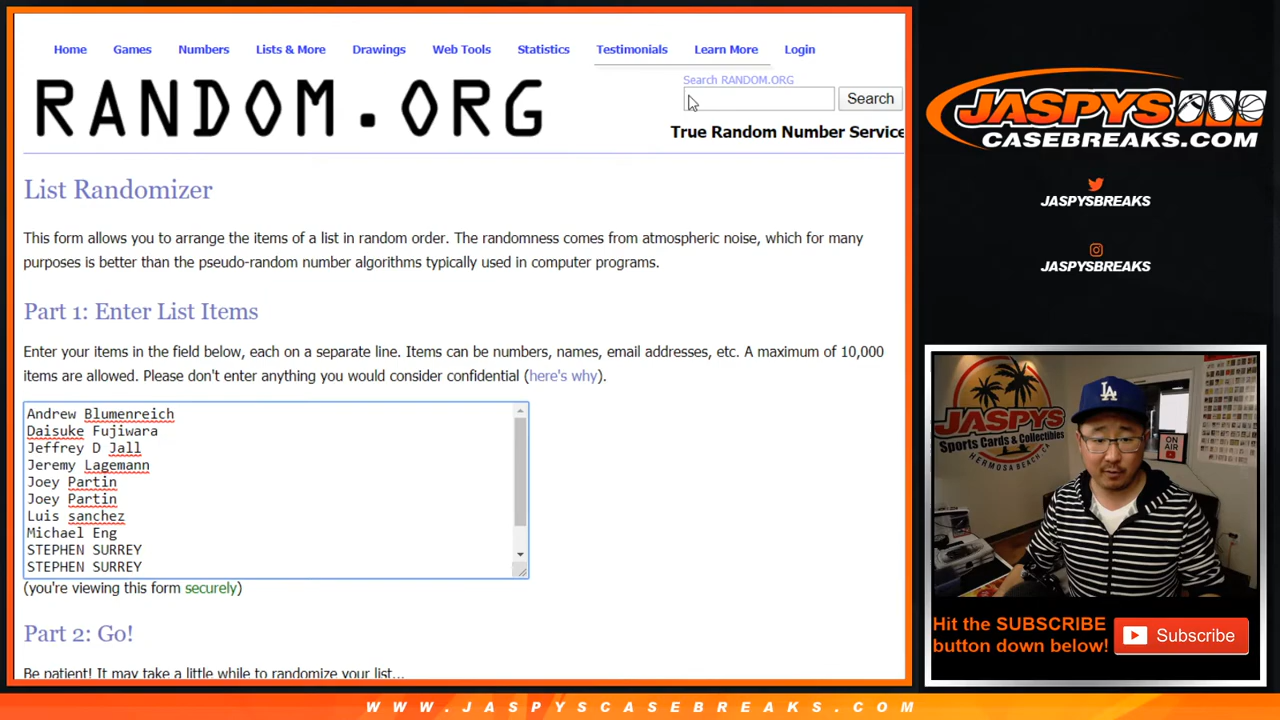 Home Games Numbers Lists & More Drawings Web Tools Statistics Testimonials Learn More Login
Search RANDOM.ORG
RANDOM.ORG
Search
True Random Number Service
List Randomizer
This form allows you to arrange the items of a list in random order. The randomness comes from atmospheric noise, which for many
purposes is better than the pseudo-random number algorithms typically used in computer programs.
Part 1: Enter List Items
Enter your items in the field below, each on a separate line. Items can be numbers, names, email addresses, etc. A maximum of 10,000
items are allowed. Please don't enter anything you would consider confidential (here's why).
Andrew Blumenreich
Daisuke Fujiwara
Jeffrey D Jall
Jeremy Lagemann
Joey Partin
Joey Partin
Luis sanchez
Michael Eng
STEPHEN SURREY
STEPHEN SURREY
(you're viewing this form securely)
Part 2: Go!
Be patient! It may take a little while to randomize your list...
JASPYS
CASEBREAKS.COM
JASPYSBREAKS
JASPYSBREAKS
JASPYS
Sports Cards & Collectibles
HERMOSA BEACH CA
LA
ON
AIR
Hit the SUBSCRIBE
button down below!
Subscribe
WWW.JASPYSCASEBREAKS.COM